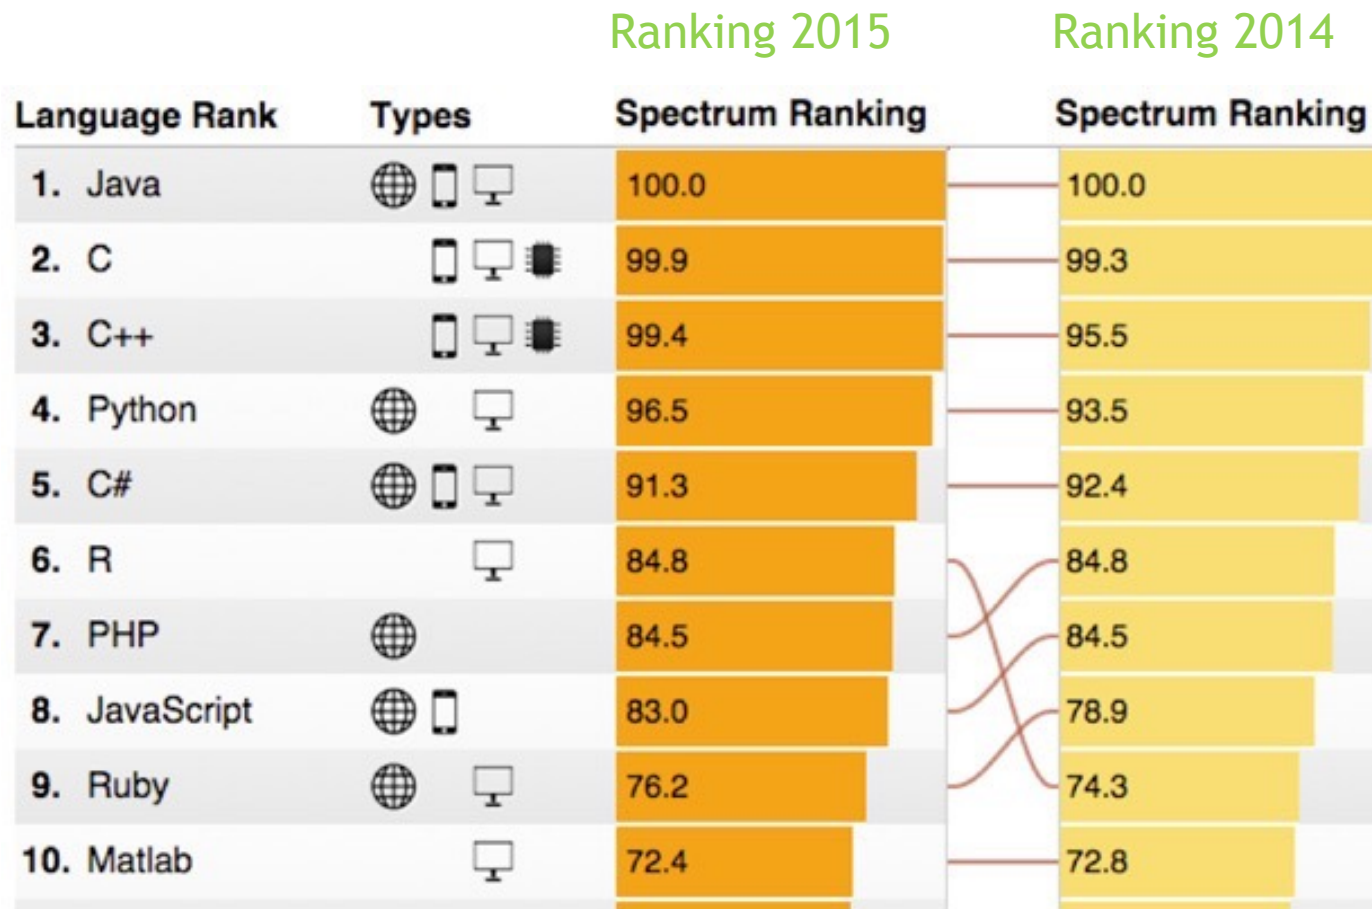 Ranking 2015 Ranking 2014
Language Rank Types Spectrum Ranking Spectrum Ranking
1. Java 100.0 100.0
2. C 99.9 99.3
3. C++ 99.4 95.5
4. Python 96.5 93.5
5. C# 91.3 92.4
6. R 84.8 84.8
7. PHP 84.5 84.5
8. JavaScript 83.0 78.9
9. Ruby 76.2 74.3
10. Matlab 72.4 72.8